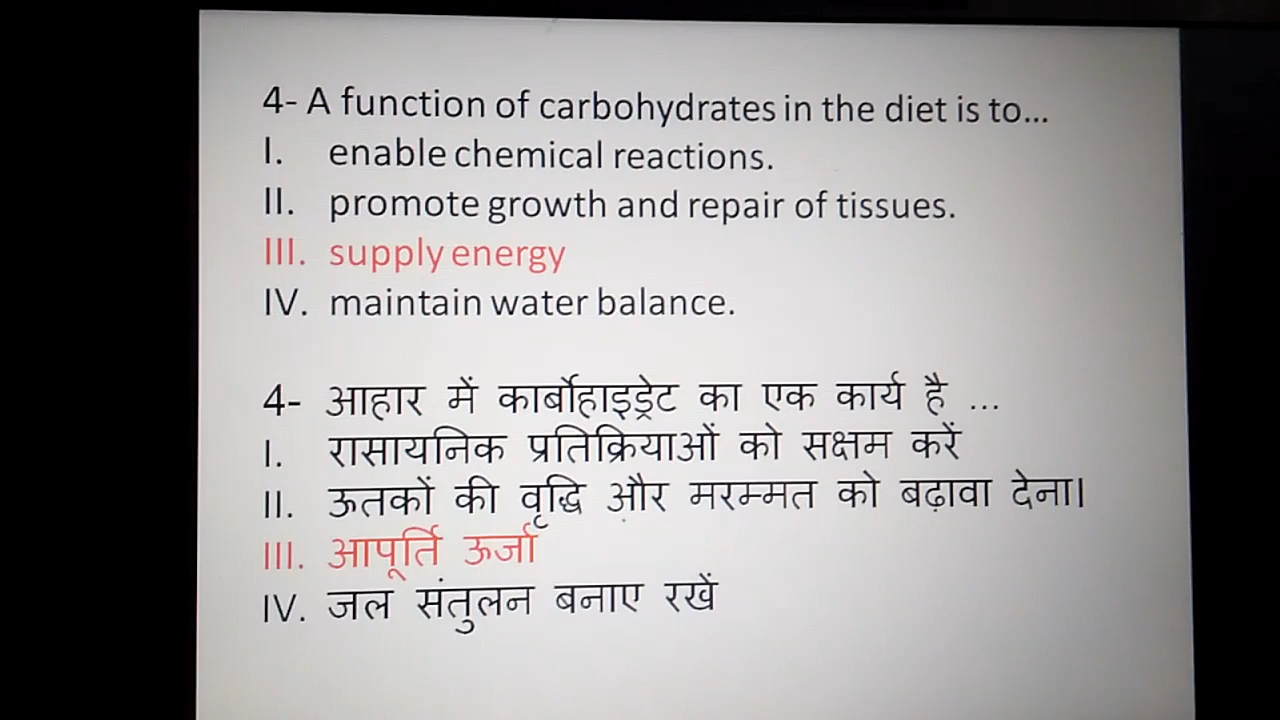 4- A function of carbohydrates in the diet is to...
I. enable chemical reactions.
II. promote growth and repair of tissues.
III. supply energy
IV. maintain water balance.
4- आहार में कार्बोहाइड्रेट का एक कार्य है ...
I. रासायनिक प्रतिक्रियाओं को सक्षम करें
II. ऊतकों की वृद्धि और मरम्मत को बढ़ावा देना।
III. आपूर्ति ऊर्जा
IV. जल संतुलन बनाए रखें